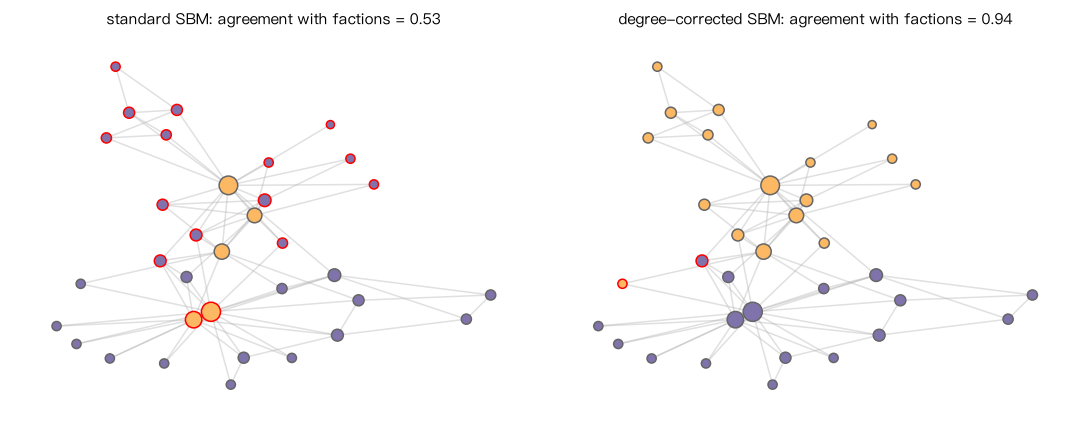 standard SBM: agreement with factions = 0.53
degree−corrected SBM: agreement with factions = 0.94